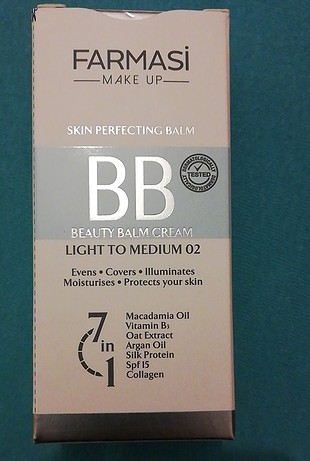 FARMASi
MAKE UP
SKIN PERFECTING BALM
BB
DERMATOLOGICALLY
TESTED
BEAUTY BALM CREAM
LIGHT TO MEDIUM 02
Evens • Covers • Illuminates
Moisturises • Protects your skin
7 in 1
Macadamia Oil
Vitamin B₃
Oat Extract
Argan Oil
Silk Protein
Spf 15
Collagen